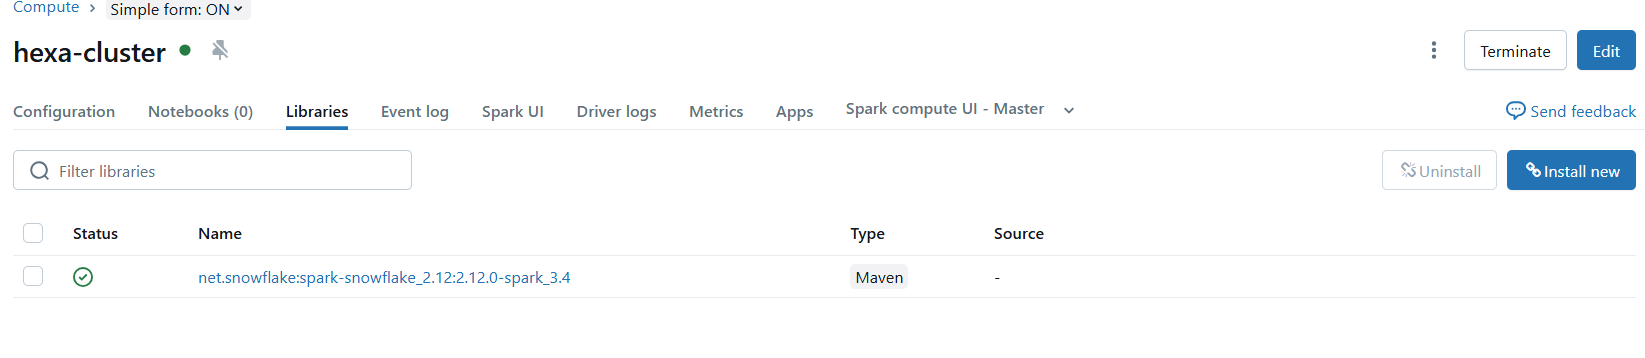 Compute > Simple form: ON
hexa-cluster
Terminate
Edit
Configuration Notebooks (0) Libraries Event log Spark UI Driver logs Metrics Apps Spark compute UI - Master
Send feedback
Filter libraries
Uninstall
Install new
Status Name Type Source
net.snowflake:spark-snowflake_2.12:2.12.0-spark_3.4 Maven -